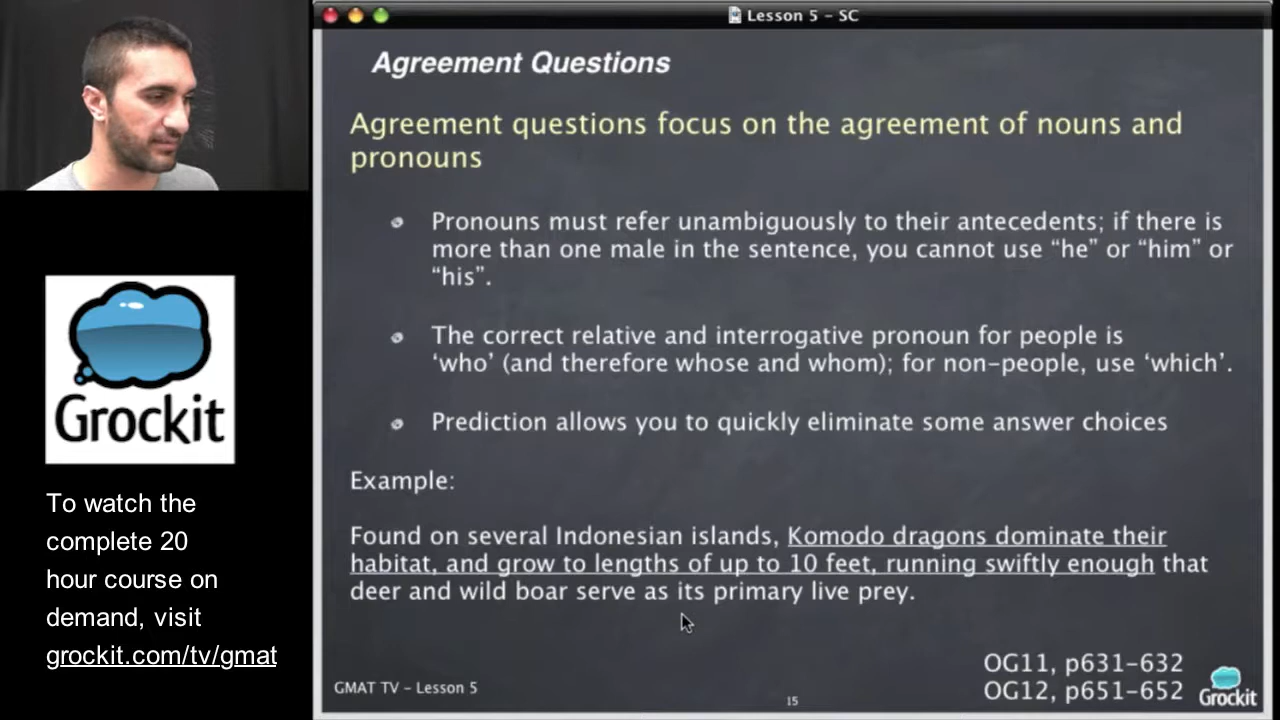 Lesson 5 – SC
Agreement Questions
Agreement questions focus on the agreement of nouns and
pronouns
Pronouns must refer unambiguously to their antecedents; if there is
more than one male in the sentence, you cannot use “he” or “him” or
“his”.
The correct relative and interrogative pronoun for people is
‘who’ (and therefore whose and whom); for non-people, use ‘which’.
Prediction allows you to quickly eliminate some answer choices
Example:
Found on several Indonesian islands, Komodo dragons dominate their
habitat, and grow to lengths of up to 10 feet, running swiftly enough that
deer and wild boar serve as its primary live prey.
OG11, p631-632
OG12, p651-652
GMAT TV – Lesson 5
15
Grockit
Grockit
To watch the
complete 20
hour course on
demand, visit
grockit.com/tv/gmat